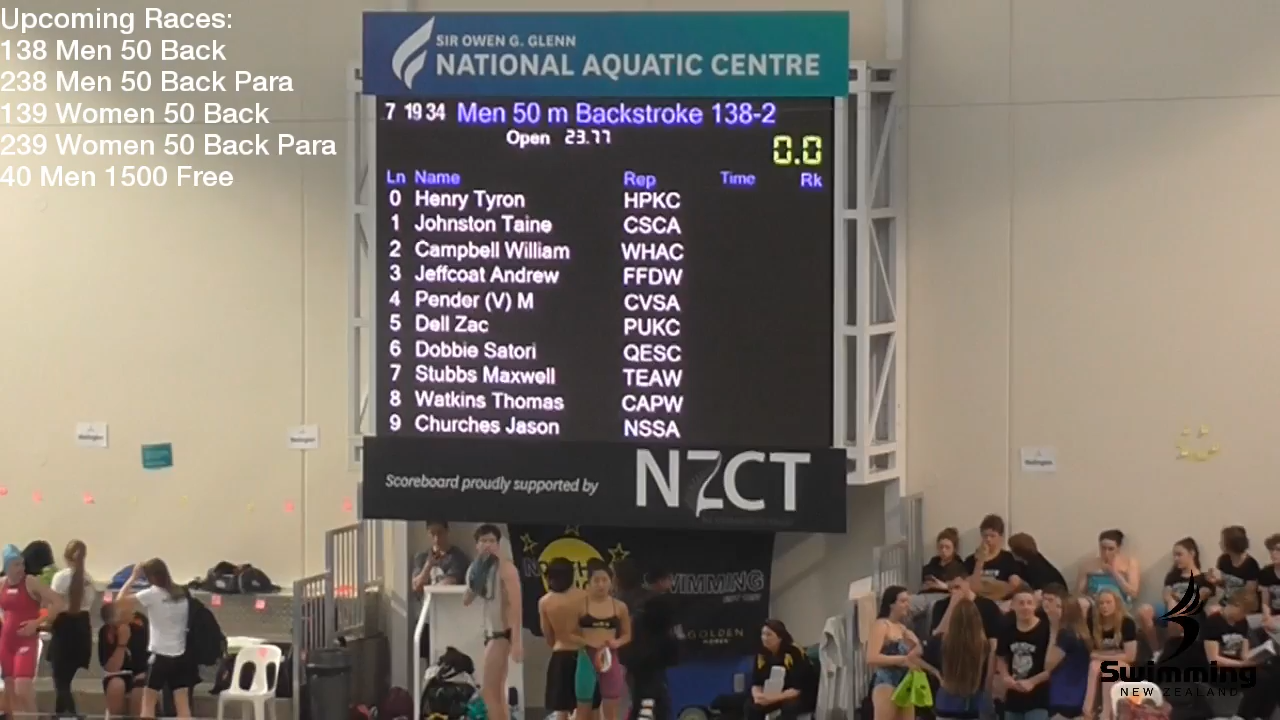 Upcoming Races:
138 Men 50 Back
238 Men 50 Back Para
139 Women 50 Back
239 Women 50 Back Para
40 Men 1500 Free
SIR OWEN G. GLENN
NATIONAL AQUATIC CENTRE
7 19 34 Men 50 m Backstroke 138-2
Open 23.77
0.0
Ln Name Rep Time Rk
0 Henry Tyron HPKC
1 Johnston Taine CSCA
2 Campbell William WHAC
3 Jeffcoat Andrew FFDW
4 Pender (V) M CVSA
5 Dell Zac PUKC
6 Dobbie Satori QESC
7 Stubbs Maxwell TEAW
8 Watkins Thomas CAPW
9 Churches Jason NSSA
Scoreboard proudly supported by
NZCT
SWIMMING
GOLDEN
Swimming
NEW ZEALAND